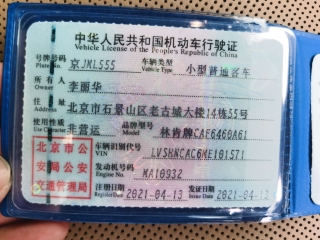 中华人民共和国机动车行驶证
Vehicle License of the People's Republic of China
号牌号码 京JML555 车辆类型 小型普通客车
Plate No. Vehicle Type
所有人 李丽华
Owner
住址 北京市石景山区老古城大楼14栋55号
Address
使用性质 非营运 品牌型号 林肯牌CAF6460A61
Use Character Model
北京市公安局公安交通管理局
车辆识别代号 LVSHNCAC6ME101571
VIN
发动机号码 MA10932
Engine No.
注册日期 2021-04-13 发证日期 2021-04-13
Register Date Issue Date